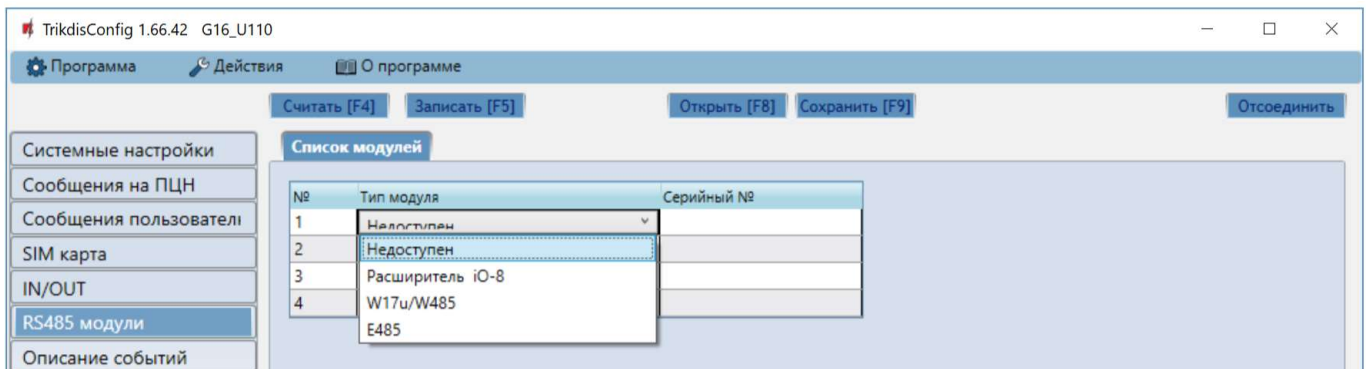 TrikdisConfig 1.66.42 G16_U110
Программа Действия О программе
Считать [F4] Записать [F5] Открыть [F8] Сохранить [F9] Отсоединить
Системные настройки
Сообщения на ПЦН
Сообщения пользователю
SIM карта
IN/OUT
RS485 модули
Описание событий
Список модулей
№ Тип модуля Серийный №
1 Недоступен
2 Недоступен
3 Расширитель iO-8
4 W17u/W485
E485